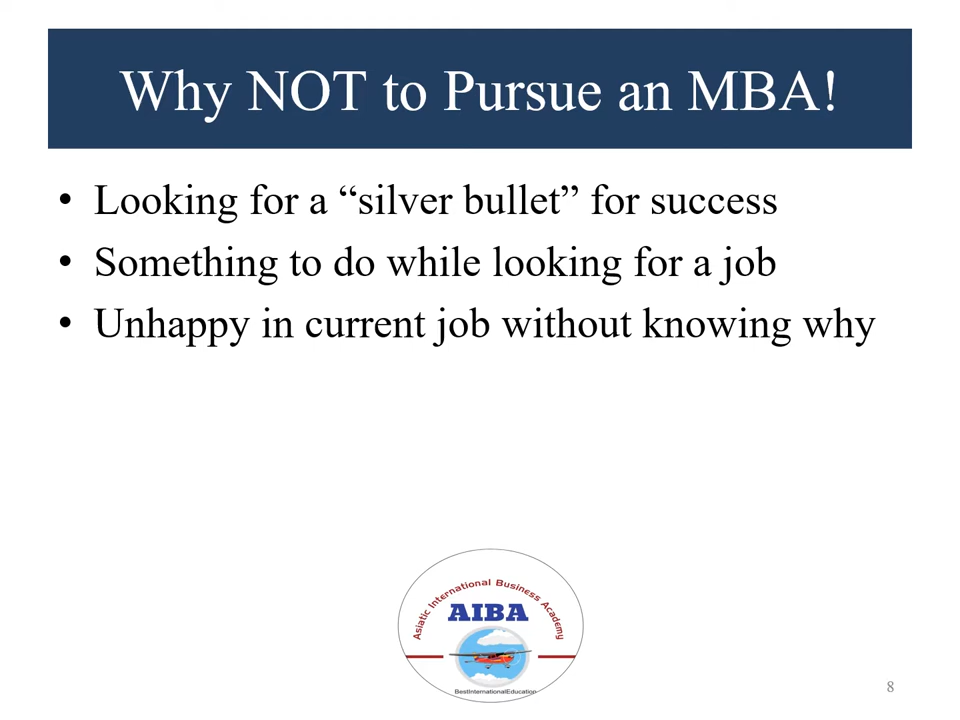 Why NOT to Pursue an MBA!
• Looking for a “silver bullet” for success
• Something to do while looking for a job
• Unhappy in current job without knowing why
Asiatic International Business Academy
AIBA
BestInternationalEducation
8